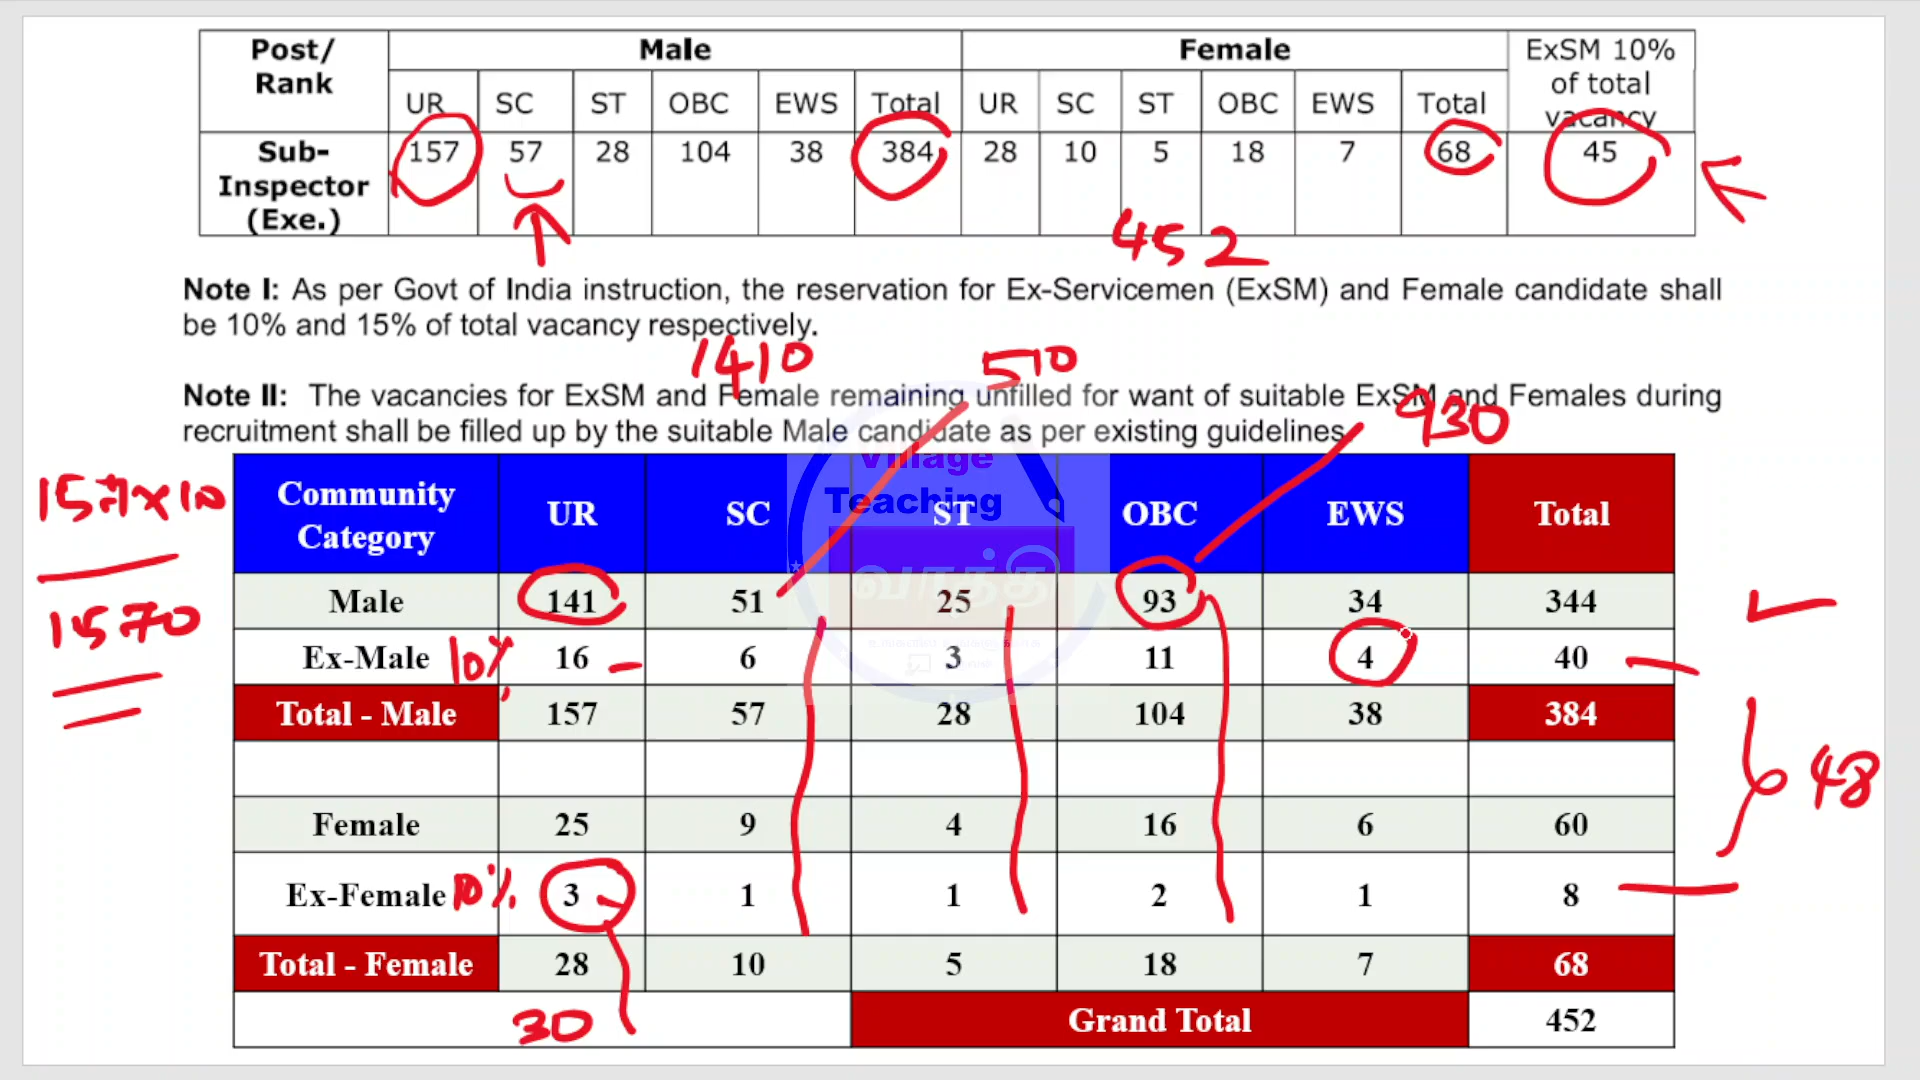 Post/ Rank Male Female ExSM 10% of total vacancy
UR SC ST OBC EWS Total UR SC ST OBC EWS Total
Sub-Inspector (Exe.) 157 57 28 104 38 384 28 10 5 18 7 68 45
452
Note I: As per Govt of India instruction, the reservation for Ex-Servicemen (ExSM) and Female candidate shall
be 10% and 15% of total vacancy respectively.
1410 510
Note II: The vacancies for ExSM and Female remaining unfilled for want of suitable ExSM and Females during
930
recruitment shall be filled up by the suitable Male candidate as per existing guidelines.
Village
Teaching
வாத்தி
157x10
1570
Community Category UR SC ST OBC EWS Total
Male 141 51 25 93 34 344
Ex-Male 10% 16 6 3 11 4 40
Total - Male 157 57 28 104 38 384
48
Female 25 9 4 16 6 60
Ex-Female 10% 3 1 1 2 1 8
Total - Female 28 10 5 18 7 68
30
Grand Total 452